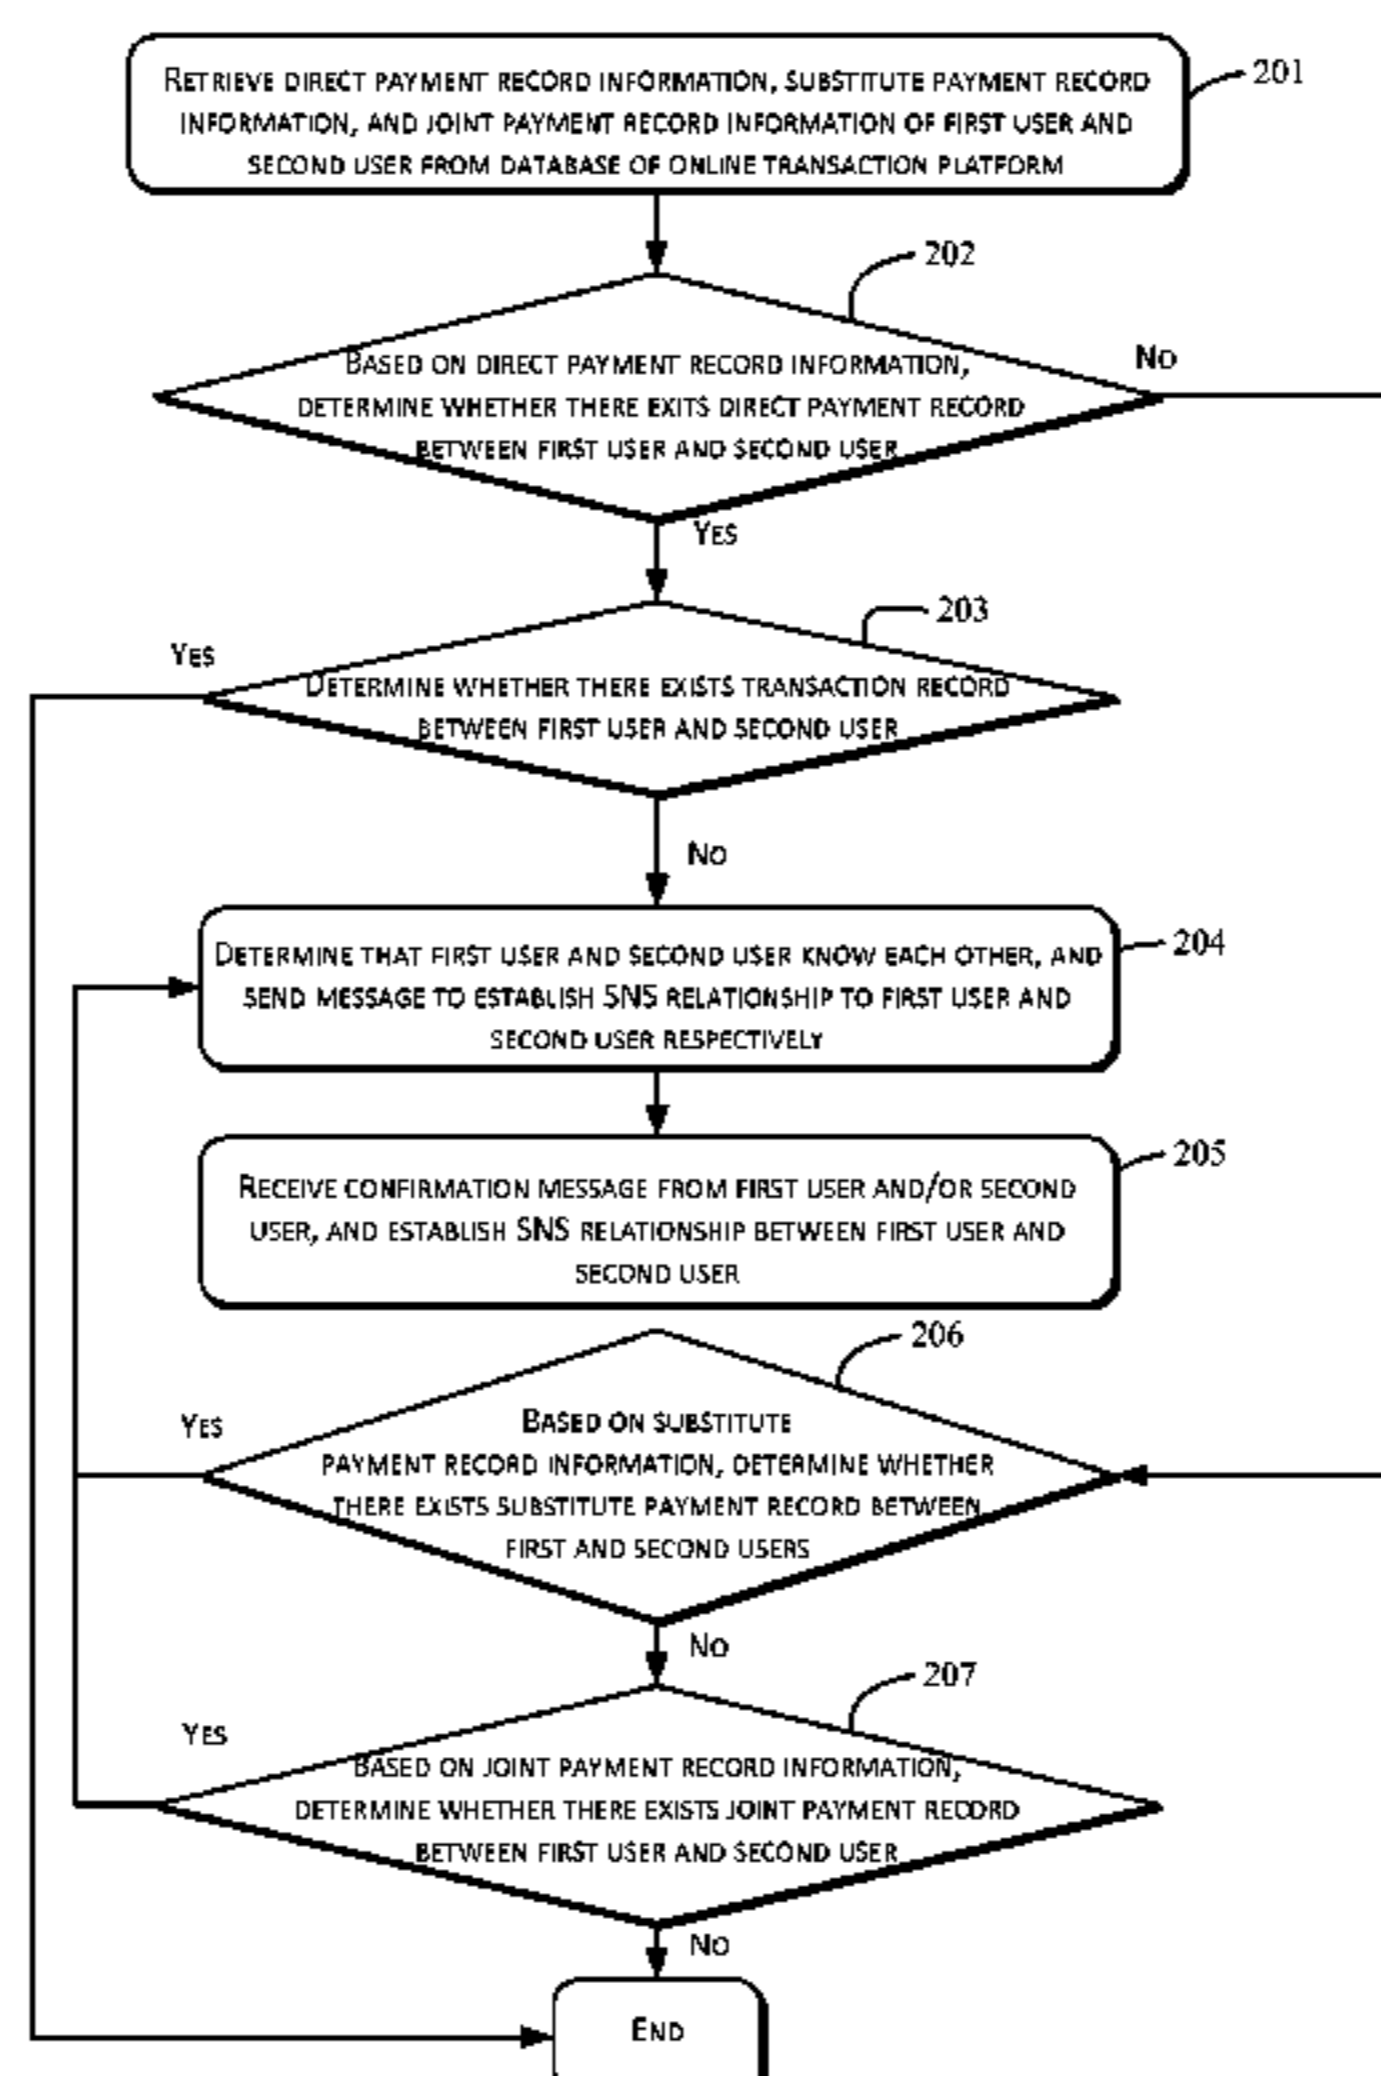 RETRIEVE DIRECT PAYMENT RECORD INFORMATION, SUBSTITUTE PAYMENT RECORD
INFORMATION, AND JOINT PAYMENT RECORD INFORMATION OF FIRST USER AND
SECOND USER FROM DATABASE OF ONLINE TRANSACTION PLATFORM
201
202
BASED ON DIRECT PAYMENT RECORD INFORMATION,
DETERMINE WHETHER THERE EXITS DIRECT PAYMENT RECORD
BETWEEN FIRST USER AND SECOND USER
NO
YES
203
YES
DETERMINE WHETHER THERE EXISTS TRANSACTION RECORD
BETWEEN FIRST USER AND SECOND USER
NO
DETERMINE THAT FIRST USER AND SECOND USER KNOW EACH OTHER, AND
SEND MESSAGE TO ESTABLISH SNS RELATIONSHIP TO FIRST USER AND
SECOND USER RESPECTIVELY
204
RECEIVE CONFIRMATION MESSAGE FROM FIRST USER AND/OR SECOND
USER, AND ESTABLISH SNS RELATIONSHIP BETWEEN FIRST USER AND
SECOND USER
205
206
YES
BASED ON SUBSTITUTE
PAYMENT RECORD INFORMATION, DETERMINE WHETHER
THERE EXISTS SUBSTITUTE PAYMENT RECORD BETWEEN
FIRST AND SECOND USERS
NO
207
YES
BASED ON JOINT PAYMENT RECORD INFORMATION,
DETERMINE WHETHER THERE EXISTS JOINT PAYMENT RECORD
BETWEEN FIRST USER AND SECOND USER
NO
END